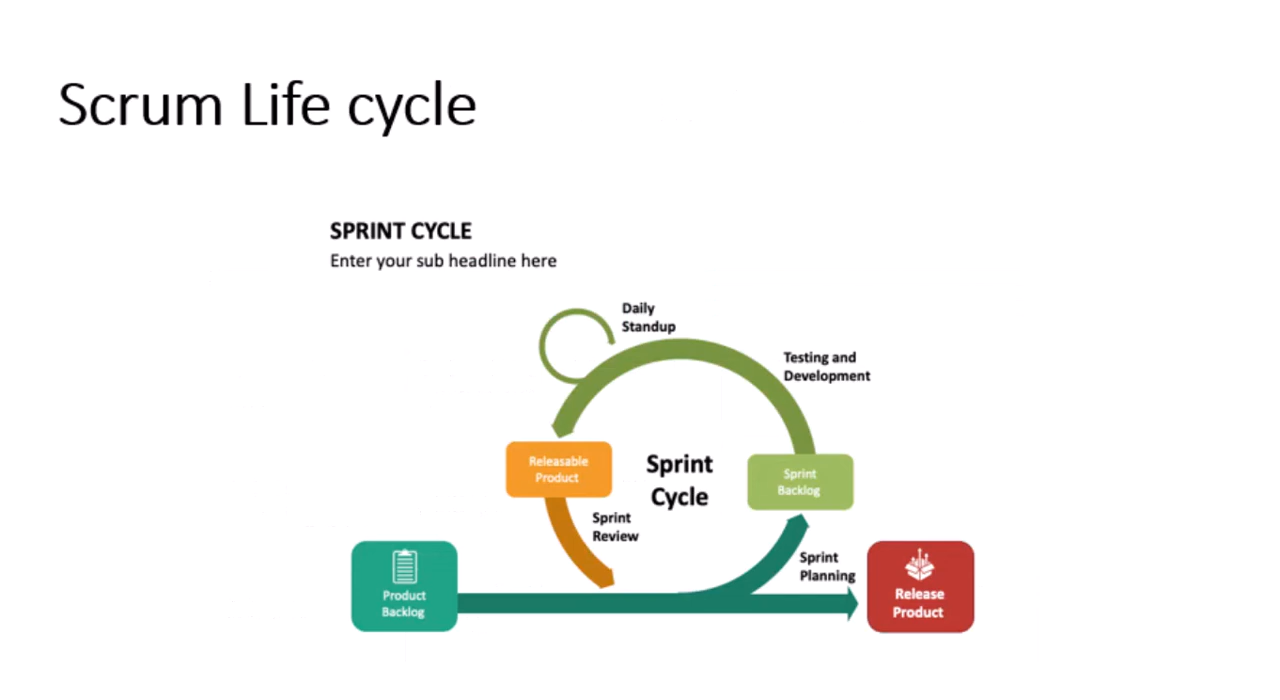 Scrum Life cycle
SPRINT CYCLE
Enter your sub headline here
Daily
Standup
Testing and
Development
Releasable
Product
Sprint
Cycle
Sprint
Backlog
Sprint
Review
Sprint
Planning
Product
Backlog
Release
Product